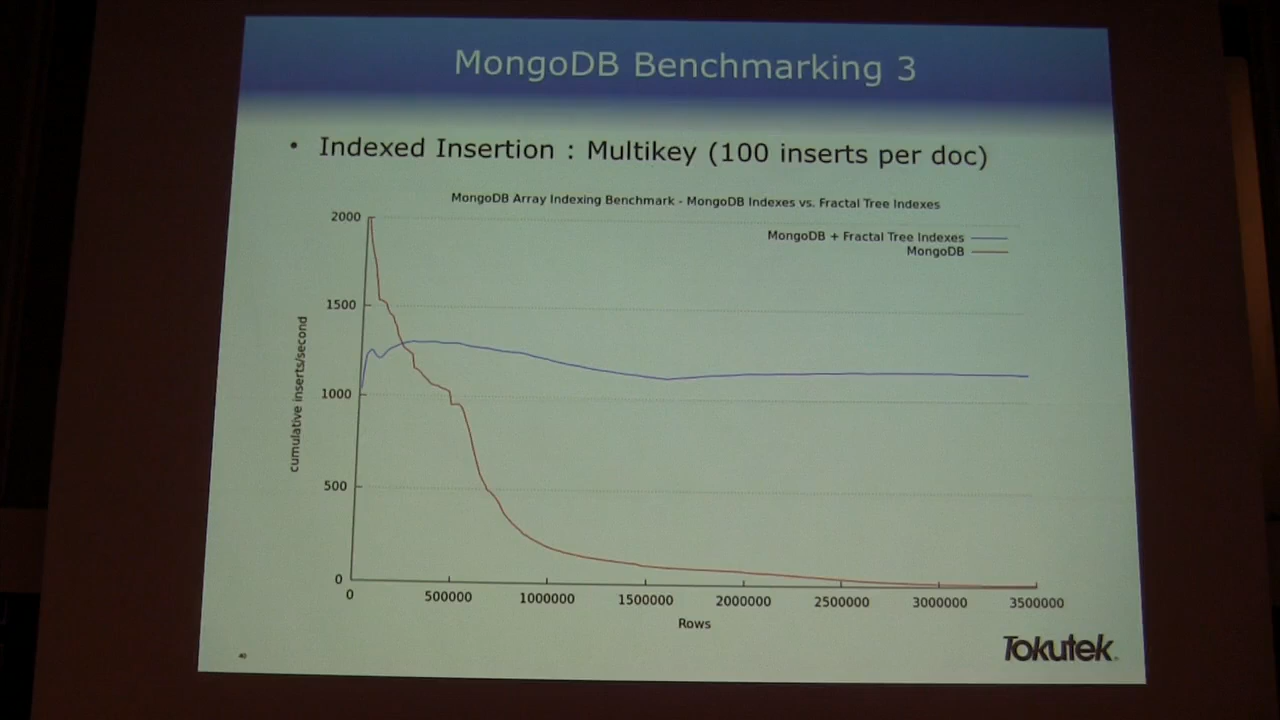 MongoDB Benchmarking 3
• Indexed Insertion : Multikey (100 inserts per doc)
MongoDB Array Indexing Benchmark - MongoDB Indexes vs. Fractal Tree Indexes
MongoDB + Fractal Tree Indexes
MongoDB
2000
1500
1000
500
0
cumulative inserts/second
0 500000 1000000 1500000 2000000 2500000 3000000 3500000
Rows
40
Tokutek